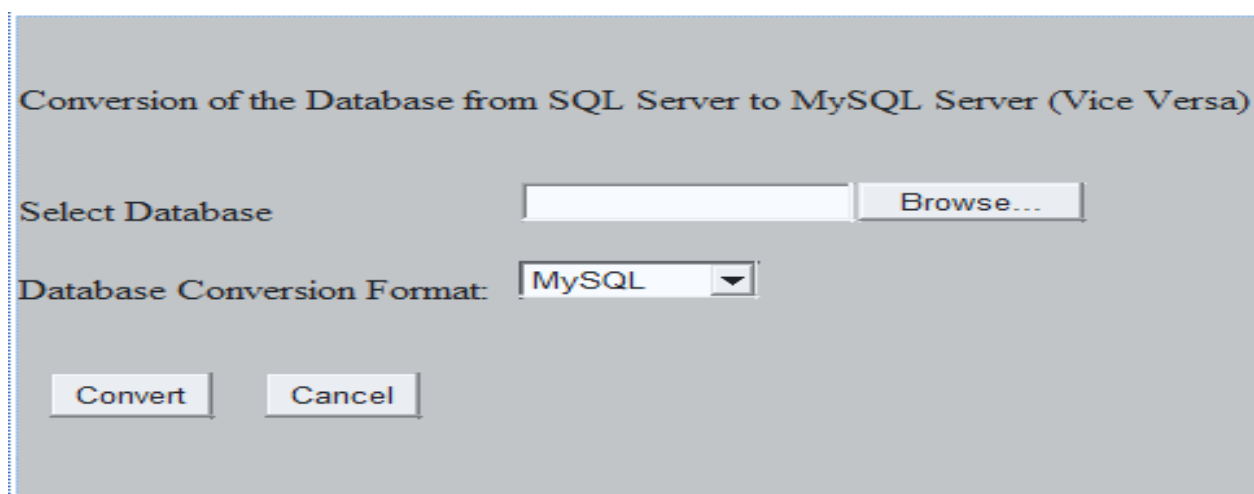 Conversion of the Database from SQL Server to MySQL Server (Vice Versa)
Select Database Browse...
Database Conversion Format: MySQL
Convert Cancel